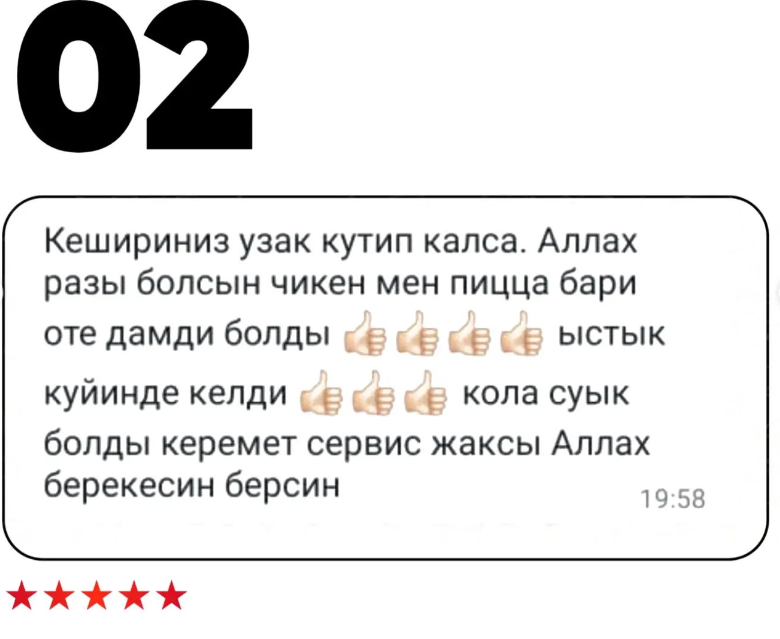 02
Кешириниз узак кутип калса. Аллах
разы болсын чикен мен пицца бари
оте дамди болды 👍🏻👍🏻👍🏻👍🏻 ыстык
куйинде келди 👍🏻👍🏻👍🏻 кола суык
болды керемет сервис жаксы Аллах
берекесин берсин
19:58